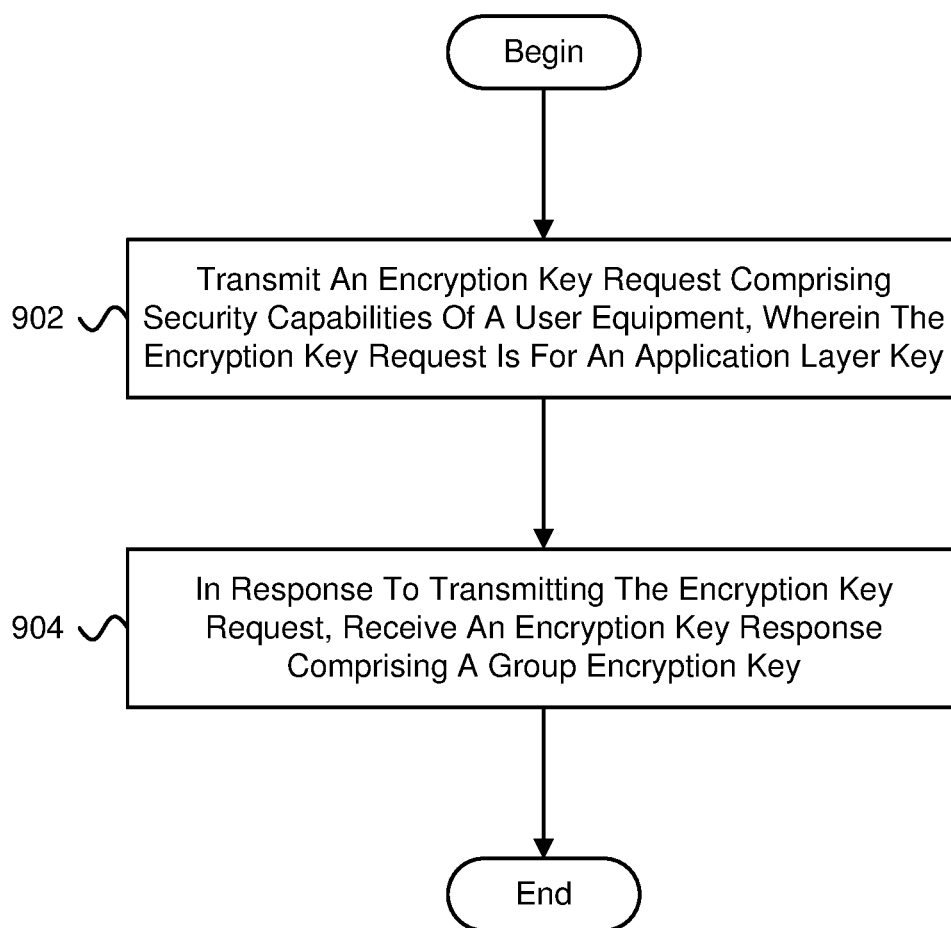 Begin
Transmit An Encryption Key Request Comprising
902
Security Capabilities Of A User Equipment, Wherein The
Encryption Key Request Is For An Application Layer Key
In Response To Transmitting The Encryption Key
904
Request, Receive An Encryption Key Response
Comprising A Group Encryption Key
End